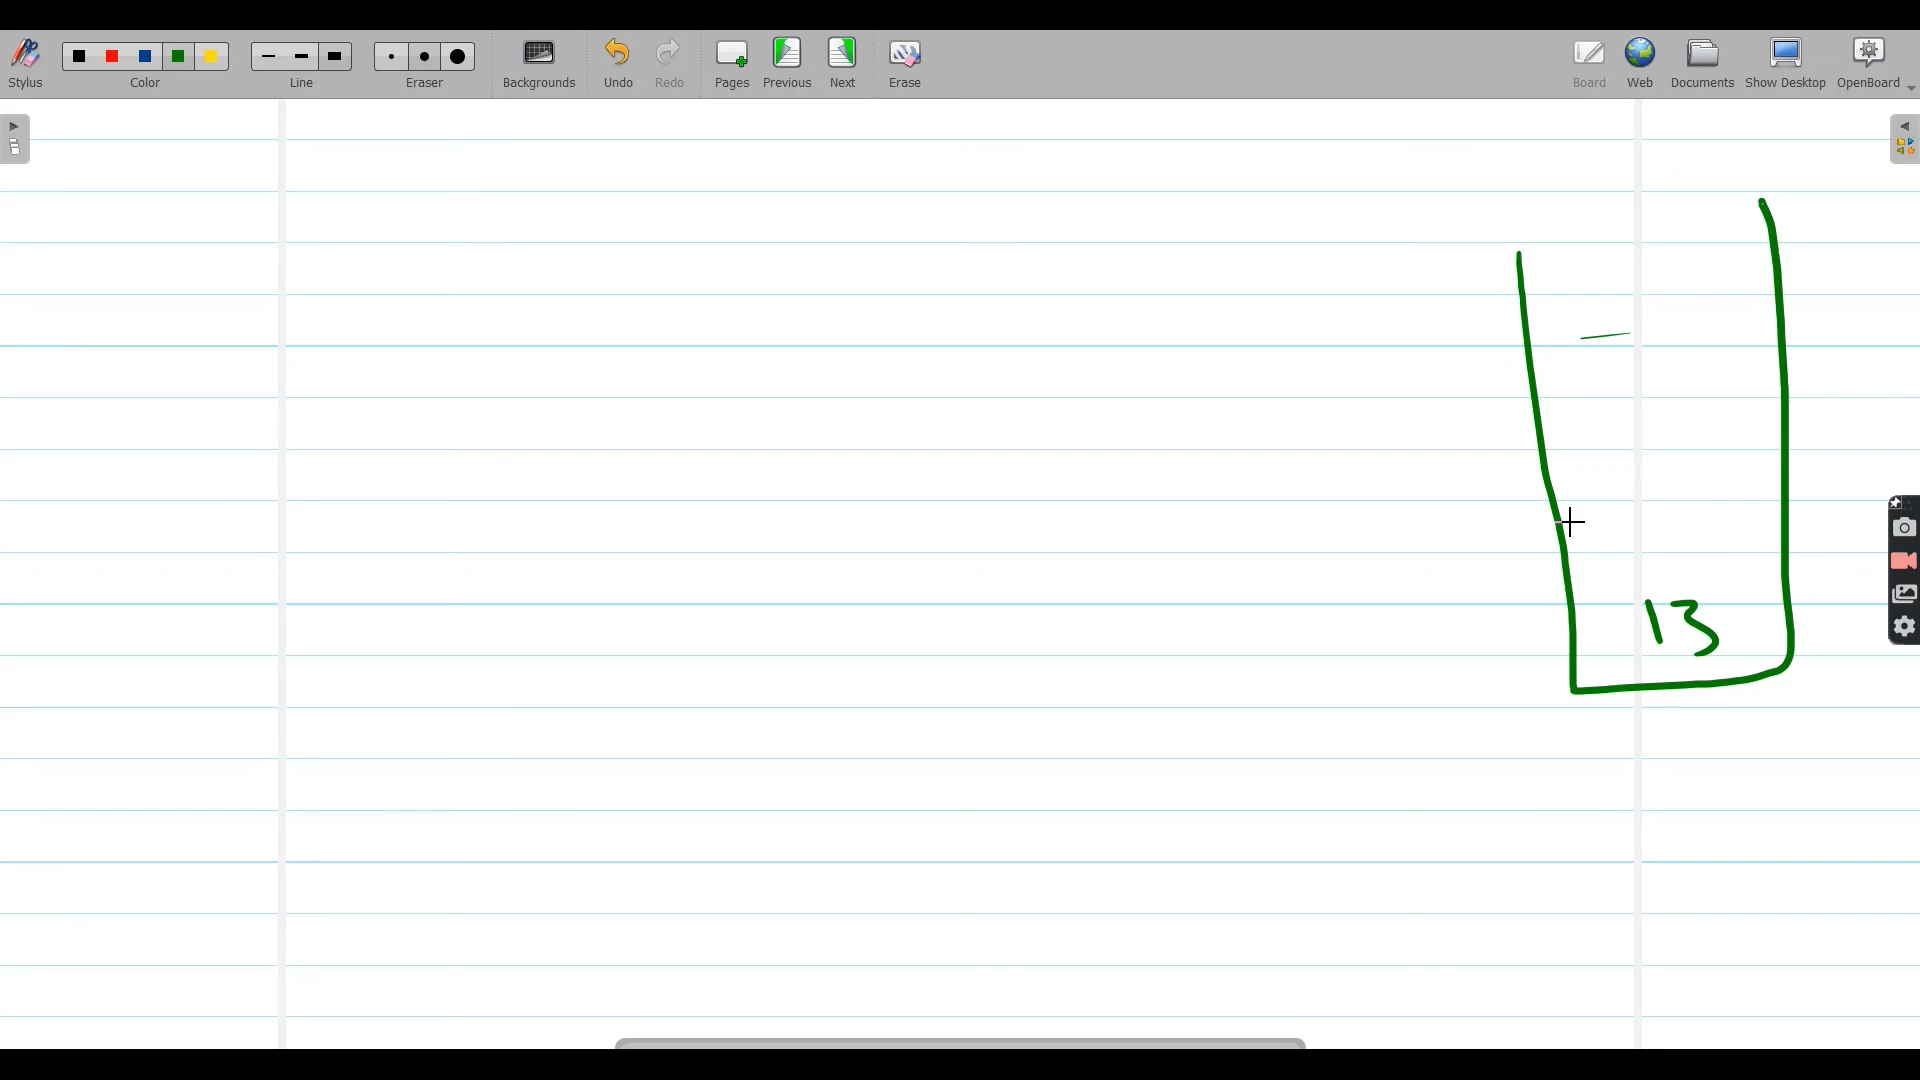 Stylus
Color
Line
Eraser
Backgrounds
Undo
Redo
Pages
Previous
Next
Erase
Board
Web
Documents
Show Desktop
OpenBoard
13